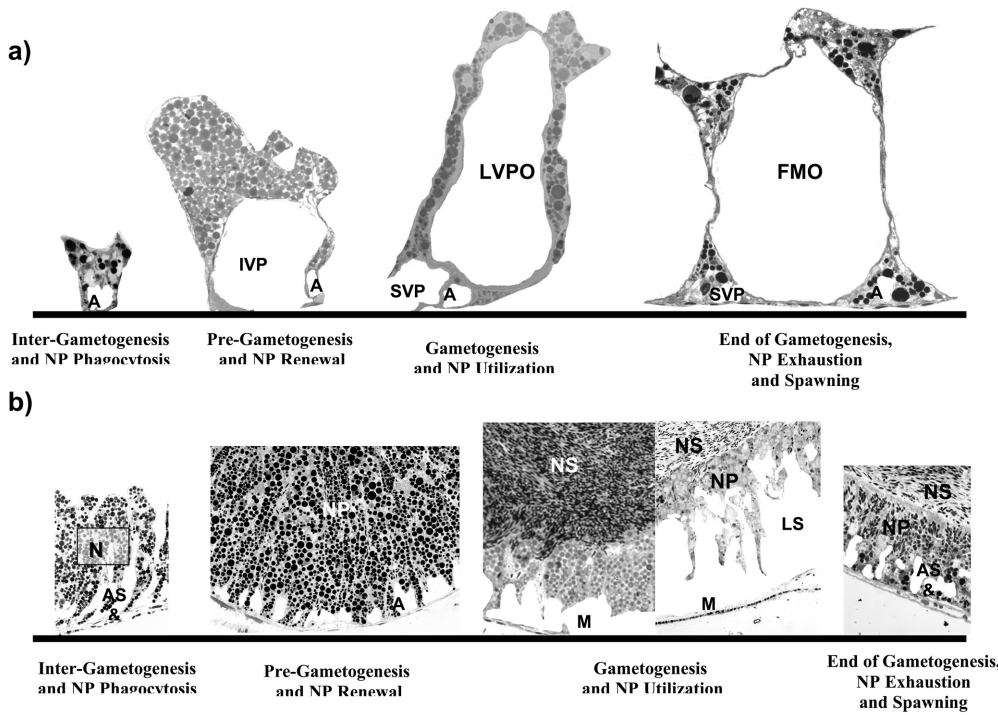 a)
LVPO
FMO
IVP
A
A
SVP
A
SVP
A
Inter-Gametogenesis
and NP Phagocytosis
Pre-Gametogenesis
and NP Renewal
Gametogenesis
and NP Utilization
End of Gametogenesis,
NP Exhaustion
and Spawning
b)
NS
NS
NP
NP
LS
NS
NP
N
AS
&
A
M
M
AS
&
Inter-Gametogenesis
and NP Phagocytosis
Pre-Gametogenesis
and NP Renewal
Gametogenesis
and NP Utilization
End of Gametogenesis,
NP Exhaustion
and Spawning